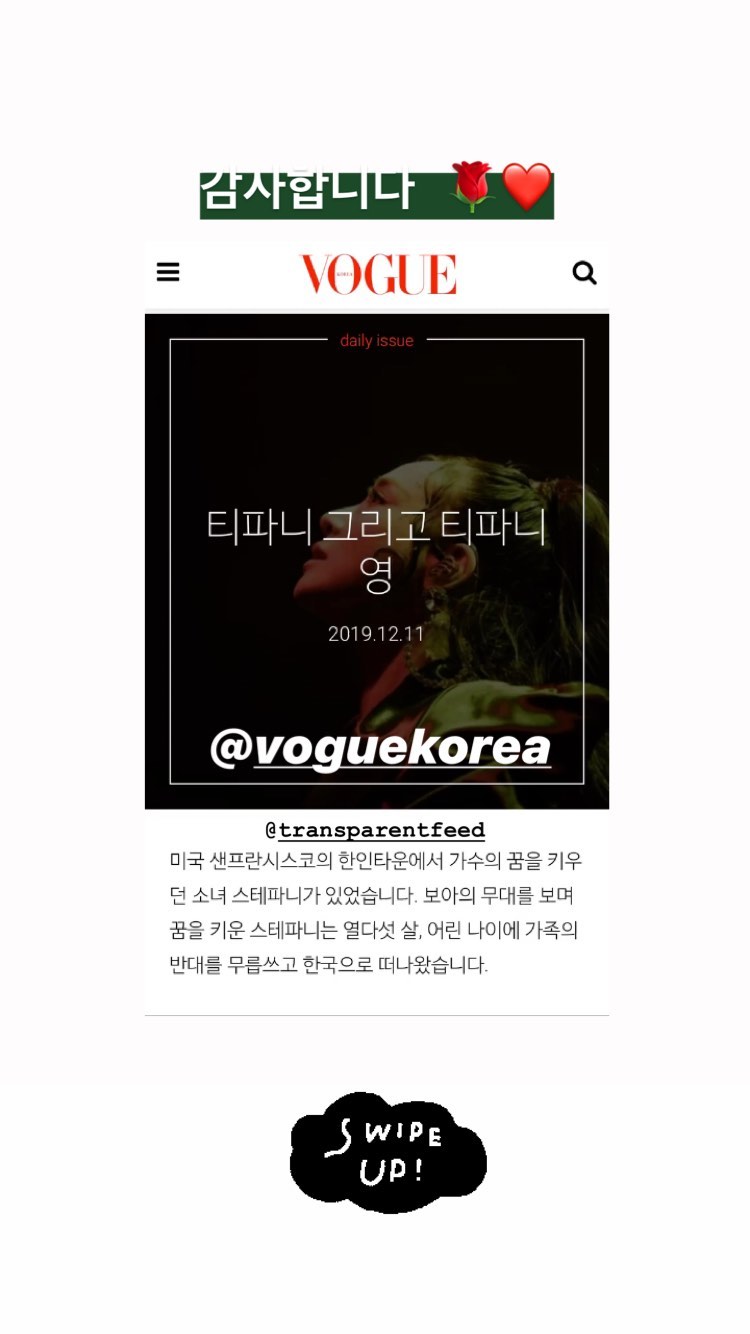 감사합니다 🌹❤️
VOGUE
KOREA
daily issue
티파니 그리고 티파니
영
2019.12.11
@voguekorea
@transparentfeed
미국 샌프란시스코의 한인타운에서 가수의 꿈을 키우
던 소녀 스테파니가 있었습니다. 보아의 무대를 보며
꿈을 키운 스테파니는 열다섯 살, 어린 나이에 가족의
반대를 무릅쓰고 한국으로 떠나왔습니다.
SWIPE
UP!